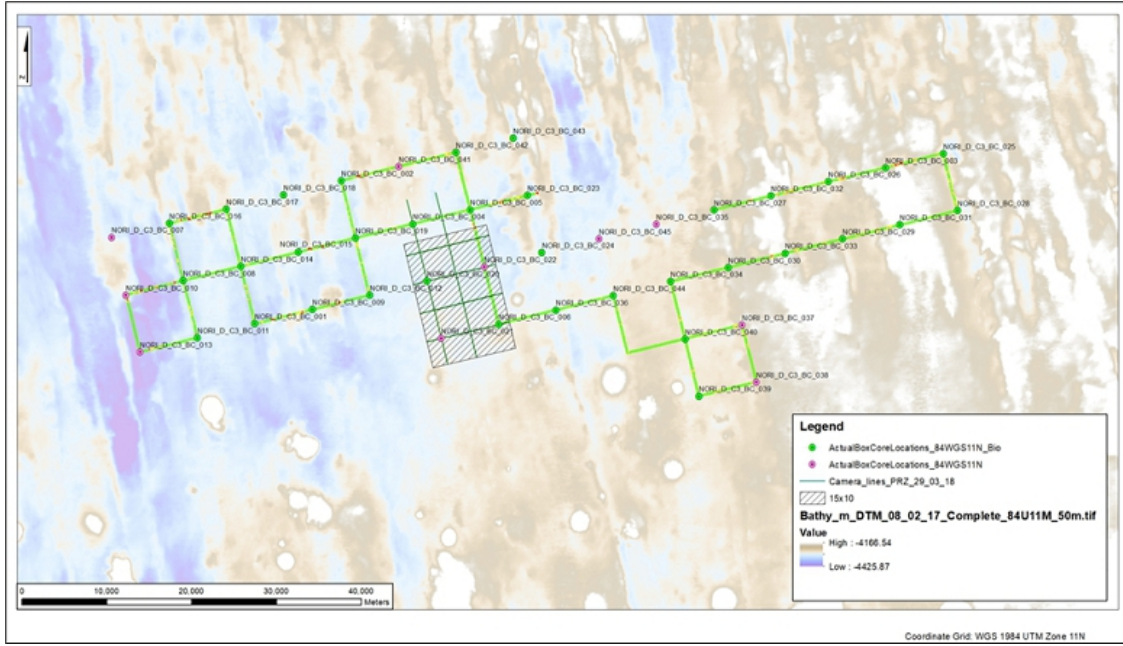 Z
NORI_D_C3_BC_043
NORI_D_C3_BC_042
NORI_D_C3_BC_041
NORI_D_C3_BC_002
NORI_D_C3_BC_025
NORI_D_C3_BC_003
NORI_D_C3_BC_026
NORI_D_C3_BC_032
NORI_D_C3_BC_027
NORI_D_C3_BC_018
NORI_D_C3_BC_017
NORI_D_C3_BC_016
NORI_D_C3_BC_007
NORI_D_C3_BC_023
NORI_D_C3_BC_005
NORI_D_C3_BC_004
NORI_D_C3_BC_019
NORI_D_C3_BC_015
NORI_D_C3_BC_014
NORI_D_C3_BC_008
NORI_D_C3_BC_010
NORI_D_C3_BC_035
NORI_D_C3_BC_045
NORI_D_C3_BC_024
NORI_D_C3_BC_022
NORI_D_C3_BC_020
NORI_D_C3_BC_012
NORI_D_C3_BC_009
NORI_D_C3_BC_001
NORI_D_C3_BC_011
NORI_D_C3_BC_013
NORI_D_C3_BC_028
NORI_D_C3_BC_031
NORI_D_C3_BC_029
NORI_D_C3_BC_033
NORI_D_C3_BC_030
NORI_D_C3_BC_034
NORI_D_C3_BC_044
NORI_D_C3_BC_036
NORI_D_C3_BC_006
NORI_D_C3_BC_021
NORI_D_C3_BC_037
NORI_D_C3_BC_040
NORI_D_C3_BC_038
NORI_D_C3_BC_039
Legend
ActualBoxCoreLocations_84WGS11N_Bio
ActualBoxCoreLocations_84WGS11N
Camera_lines_PRZ_29_03_18
15x10
Bathy_m_DTM_08_02_17_Complete_84U11M_50m.tif
Value
High : -4166.54
Low : -4425.87
0 10,000 20,000 30,000 40,000
Meters
Coordinate Grid: WGS 1984 UTM Zone 11N